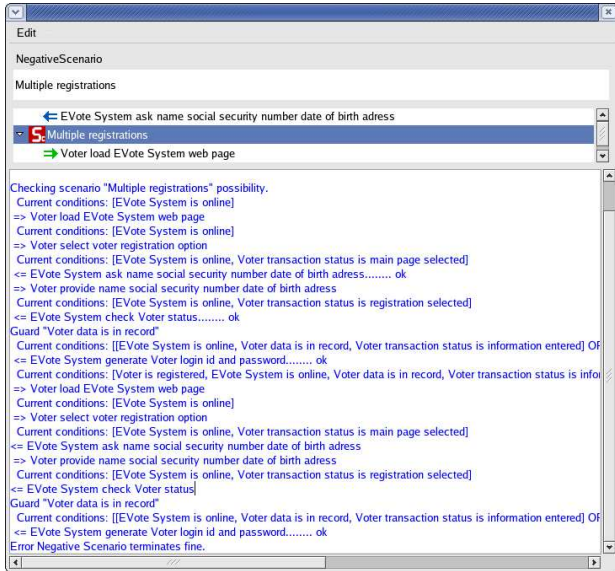 Edit
NegativeScenario
Multiple registrations
EVote System ask name social security number date of birth adress
Multiple registrations
Voter load EVote System web page
Checking scenario "Multiple registrations" possibility.
Current conditions: [EVote System is online]
=> Voter load EVote System web page
Current conditions: [EVote System is online]
=> Voter select voter registration option
Current conditions: [EVote System is online, Voter transaction status is main page selected]
<= EVote System ask name social security number date of birth adress........ ok
=> Voter provide name social security number date of birth adress
Current conditions: [EVote System is online, Voter transaction status is registration selected]
<= EVote System check Voter status........ ok
Guard "Voter data is in record"
Current conditions: [[EVote System is online, Voter data is in record, Voter transaction status is information entered] OF
<= EVote System generate Voter login id and password........ ok
Current conditions: [Voter is registered, EVote System is online, Voter data is in record, Voter transaction status is infor
=> Voter load EVote System web page
Current conditions: [EVote System is online]
=> Voter select voter registration option
Current conditions: [EVote System is online, Voter transaction status is main page selected]
<= EVote System ask name social security number date of birth adress
=> Voter provide name social security number date of birth adress
Current conditions: [EVote System is online, Voter transaction status is registration selected]
<= EVote System check Voter status
Guard "Voter data is in record"
Current conditions: [[EVote System is online, Voter data is in record, Voter transaction status is information entered] OF
<= EVote System generate Voter login id and password........ ok
Error Negative Scenario terminates fine.